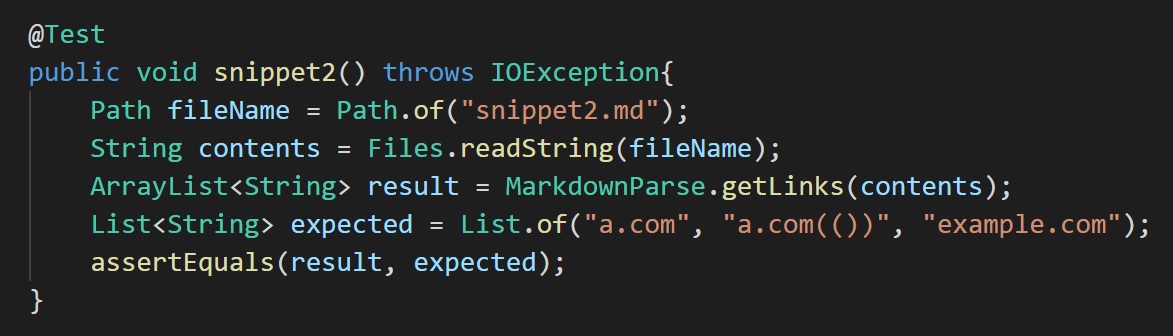 @Test
public void snippet2() throws IOException{
    Path fileName = Path.of("snippet2.md");
    String contents = Files.readString(fileName);
    ArrayList<String> result = MarkdownParse.getLinks(contents);
    List<String> expected = List.of("a.com", "a.com(())", "example.com");
    assertEquals(result, expected);
}